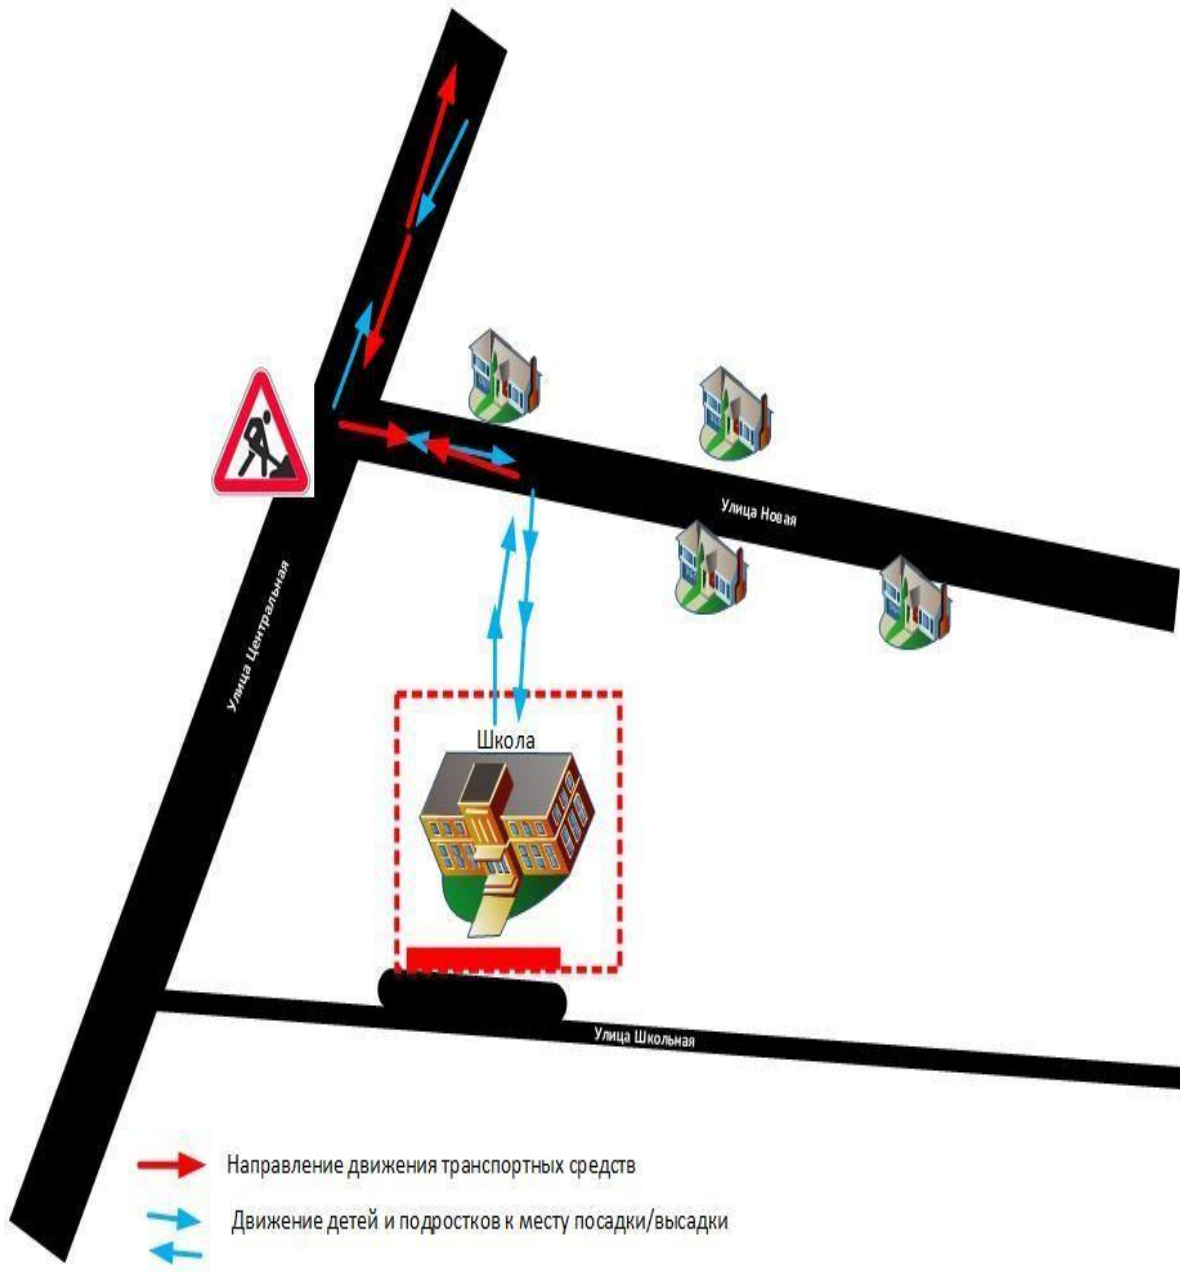 Улица Новая
Улица Центральная
Школа
Улица Школьная
Направление движения транспортных средств
Движение детей и подростков к месту посадки/высадки